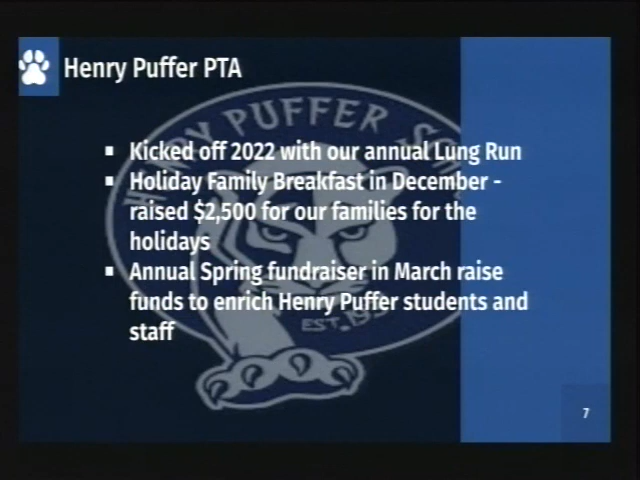 Henry Puffer PTA
HENRY PUFFER
▪ Kicked off 2022 with our annual Lung Run
▪ Holiday Family Breakfast in December -
raised $2,500 for our families for the
holidays
▪ Annual Spring fundraiser in March raise
funds to enrich Henry Puffer students and
staff
EST.
7